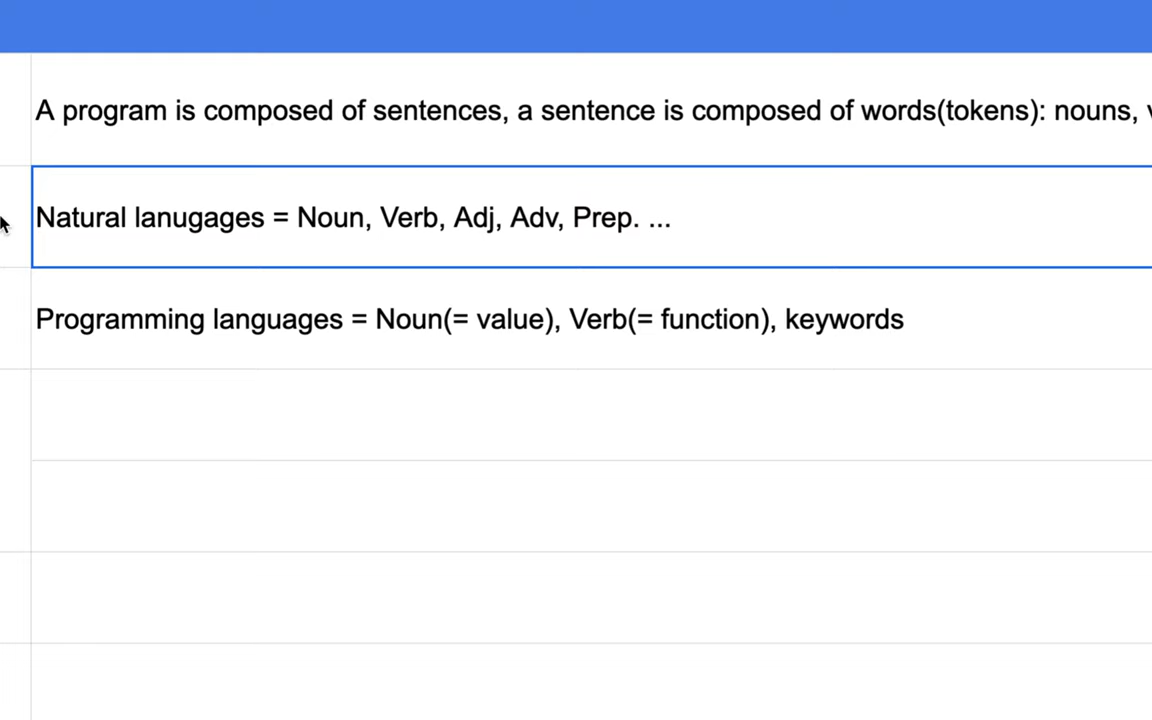 A program is composed of sentences, a sentence is composed of words(tokens): nouns,
Natural lanugages = Noun, Verb, Adj, Adv, Prep. ...
Programming languages = Noun(= value), Verb(= function), keywords